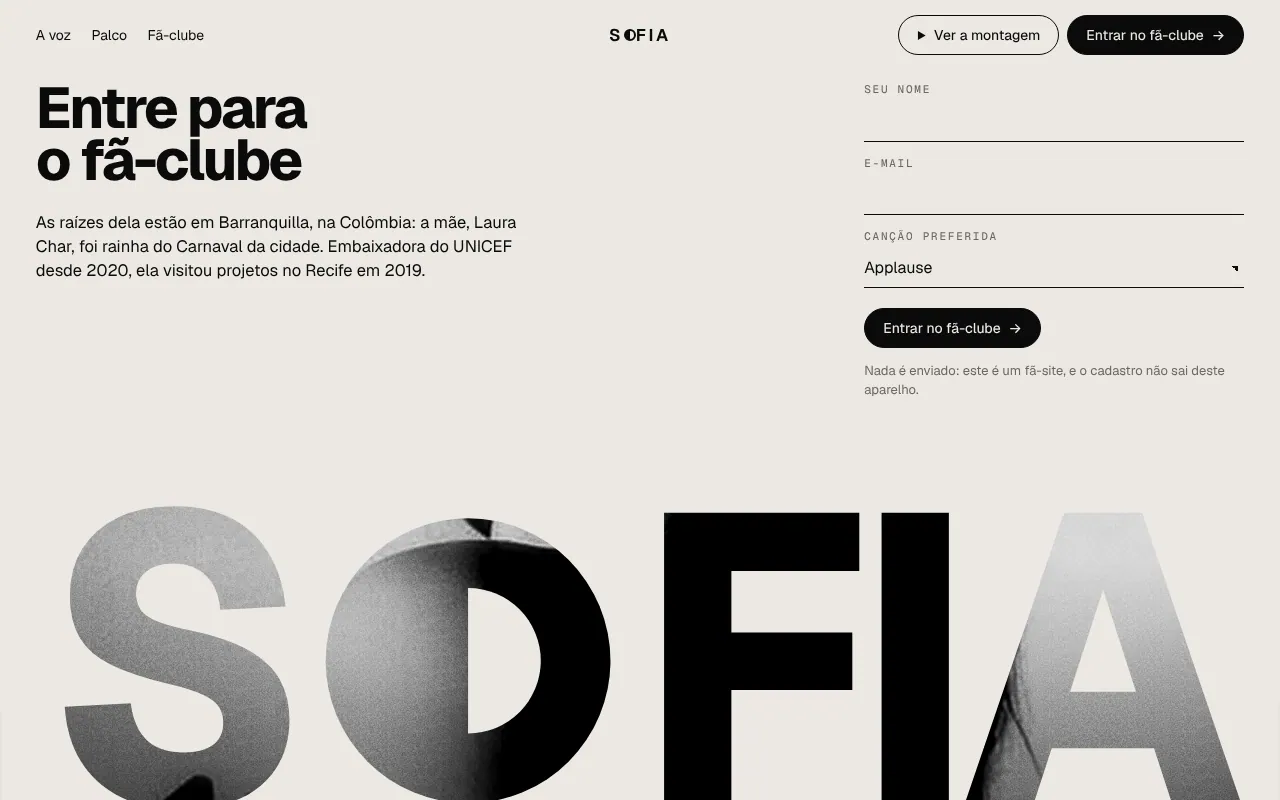 A voz Palco Fã-clube SOFIA Ver a montagem Entrar no fã-clube →
Entre para
o fã-clube
As raízes dela estão em Barranquilla, na Colômbia: a mãe, Laura
Char, foi rainha do Carnaval da cidade. Embaixadora do UNICEF
desde 2020, ela visitou projetos no Recife em 2019.
SEU NOME
E-MAIL
CANÇÃO PREFERIDA
Applause
Entrar no fã-clube →
Nada é enviado: este é um fã-site, e o cadastro não sai deste
aparelho.
SOFIA